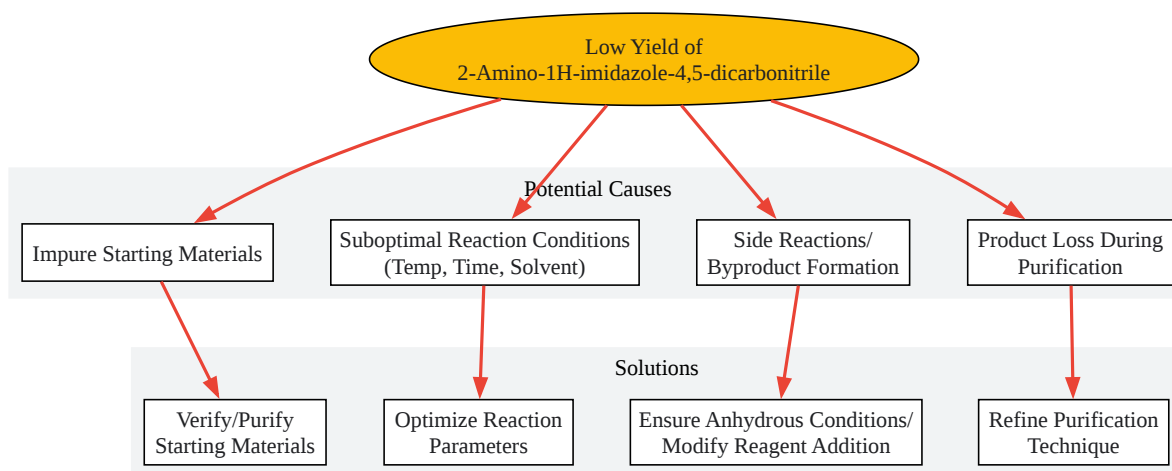 Low Yield of
2-Amino-1H-imidazole-4,5-dicarbonitrile
Potential Causes
Impure Starting Materials
Suboptimal Reaction Conditions
(Temp, Time, Solvent)
Side Reactions/
Byproduct Formation
Product Loss During
Purification
Solutions
Verify/Purify
Starting Materials
Optimize Reaction
Parameters
Ensure Anhydrous Conditions/
Modify Reagent Addition
Refine Purification
Technique